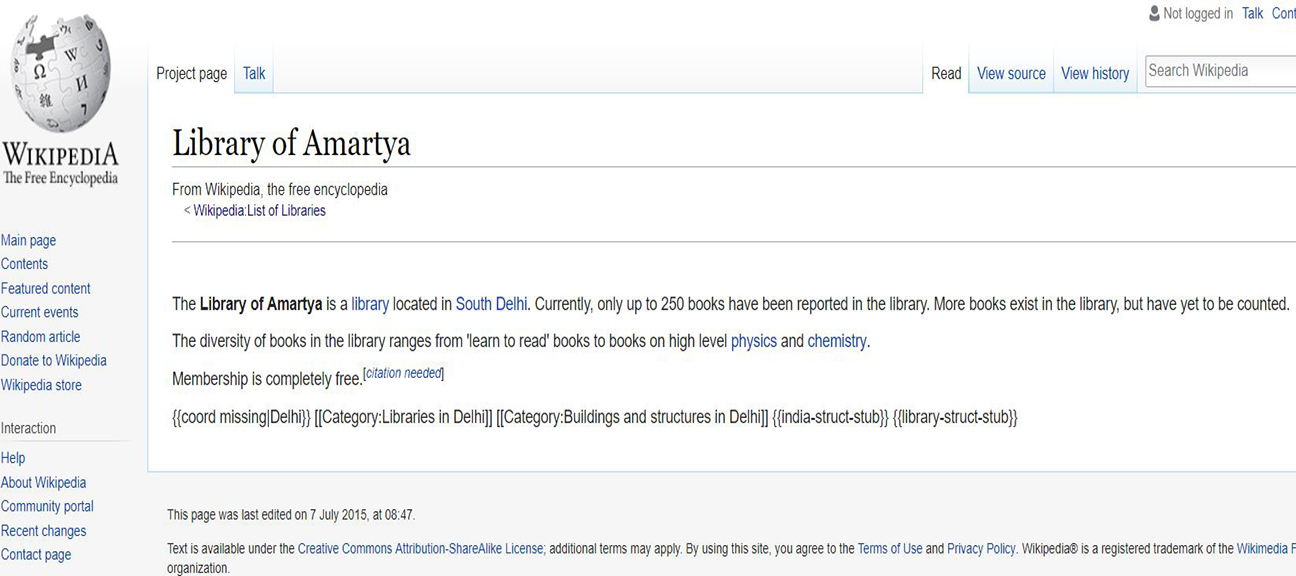 Not logged in Talk Cont
Project page Talk Read View source View history Search Wikipedia
WIKIPEDIA
The Free Encyclopedia
Library of Amartya
From Wikipedia, the free encyclopedia
< Wikipedia:List of Libraries
Main page
Contents
Featured content
Current events
Random article
Donate to Wikipedia
Wikipedia store
Interaction
Help
About Wikipedia
Community portal
Recent changes
Contact page
The Library of Amartya is a library located in South Delhi. Currently, only up to 250 books have been reported in the library. More books exist in the library, but have yet to be counted.
The diversity of books in the library ranges from 'learn to read' books to books on high level physics and chemistry.
Membership is completely free.[citation needed]
{{coord missing|Delhi}} [[Category:Libraries in Delhi]] [[Category:Buildings and structures in Delhi]] {{india-struct-stub}} {{library-struct-stub}}
This page was last edited on 7 July 2015, at 08:47.
Text is available under the Creative Commons Attribution-ShareAlike License; additional terms may apply. By using this site, you agree to the Terms of Use and Privacy Policy. Wikipedia® is a registered trademark of the Wikimedia F
organization.